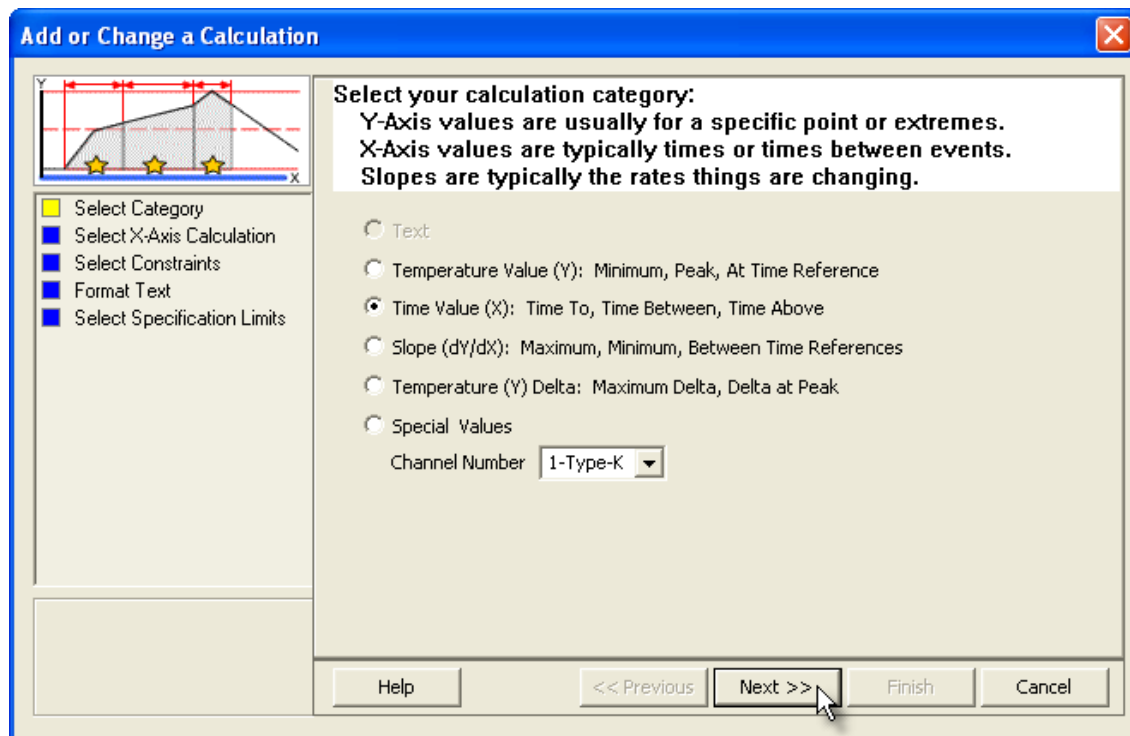 Add or Change a Calculation
Y
X
Select Category
Select X-Axis Calculation
Select Constraints
Format Text
Select Specification Limits
Select your calculation category:
Y-Axis values are usually for a specific point or extremes.
X-Axis values are typically times or times between events.
Slopes are typically the rates things are changing.
Text
Temperature Value (Y): Minimum, Peak, At Time Reference
Time Value (X): Time To, Time Between, Time Above
Slope (dY/dX): Maximum, Minimum, Between Time References
Temperature (Y) Delta: Maximum Delta, Delta at Peak
Special Values
Channel Number 1-Type-K
Help << Previous Next >> Finish Cancel